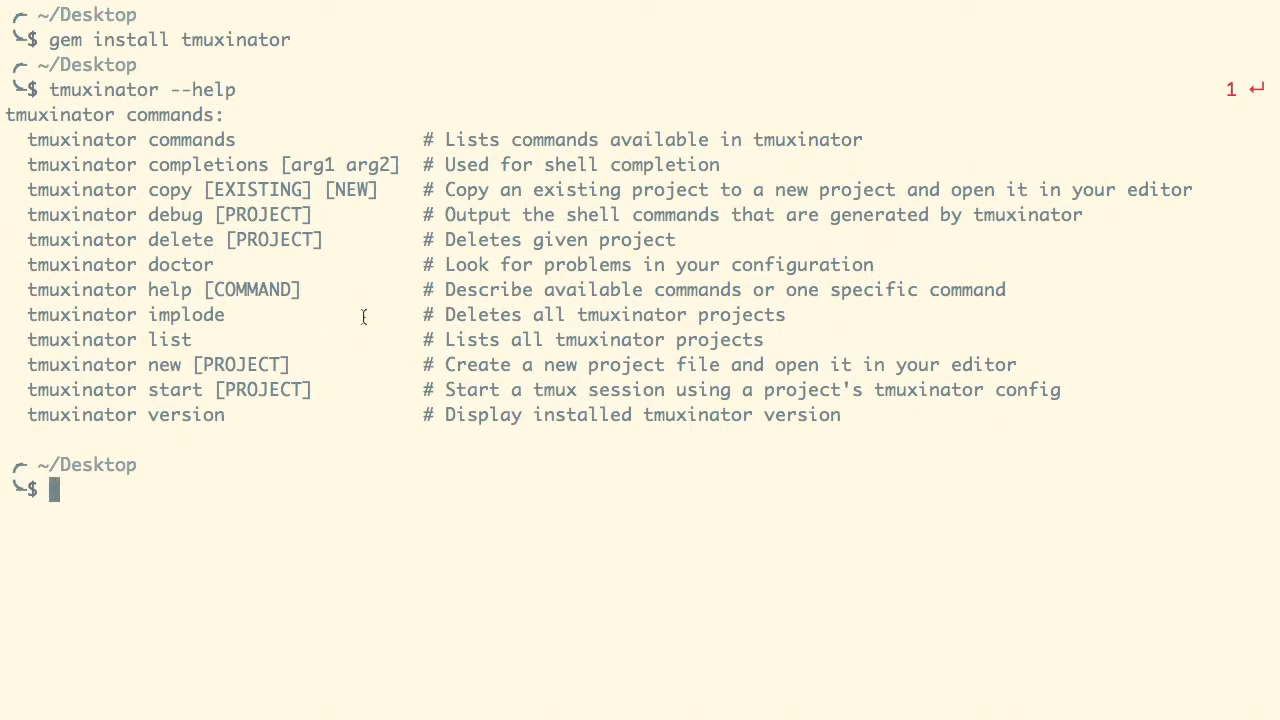 ~/Desktop
$ gem install tmuxinator
~/Desktop
$ tmuxinator --help 1 ↵
tmuxinator commands:
tmuxinator commands # Lists commands available in tmuxinator
tmuxinator completions [arg1 arg2] # Used for shell completion
tmuxinator copy [EXISTING] [NEW] # Copy an existing project to a new project and open it in your editor
tmuxinator debug [PROJECT] # Output the shell commands that are generated by tmuxinator
tmuxinator delete [PROJECT] # Deletes given project
tmuxinator doctor # Look for problems in your configuration
tmuxinator help [COMMAND] # Describe available commands or one specific command
tmuxinator implode # Deletes all tmuxinator projects
tmuxinator list # Lists all tmuxinator projects
tmuxinator new [PROJECT] # Create a new project file and open it in your editor
tmuxinator start [PROJECT] # Start a tmux session using a project's tmuxinator config
tmuxinator version # Display installed tmuxinator version
~/Desktop
$